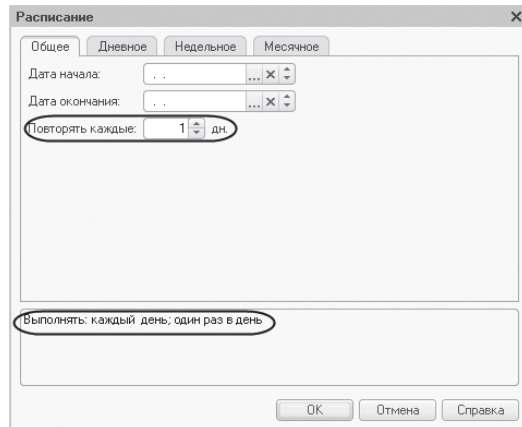 Расписание
Общее Дневное Недельное Месячное
Дата начала: . . ...
Дата окончания: . . ...
Повторять каждые: 1 дн.
Выполнять: каждый день; один раз в день
OK Отмена Справка